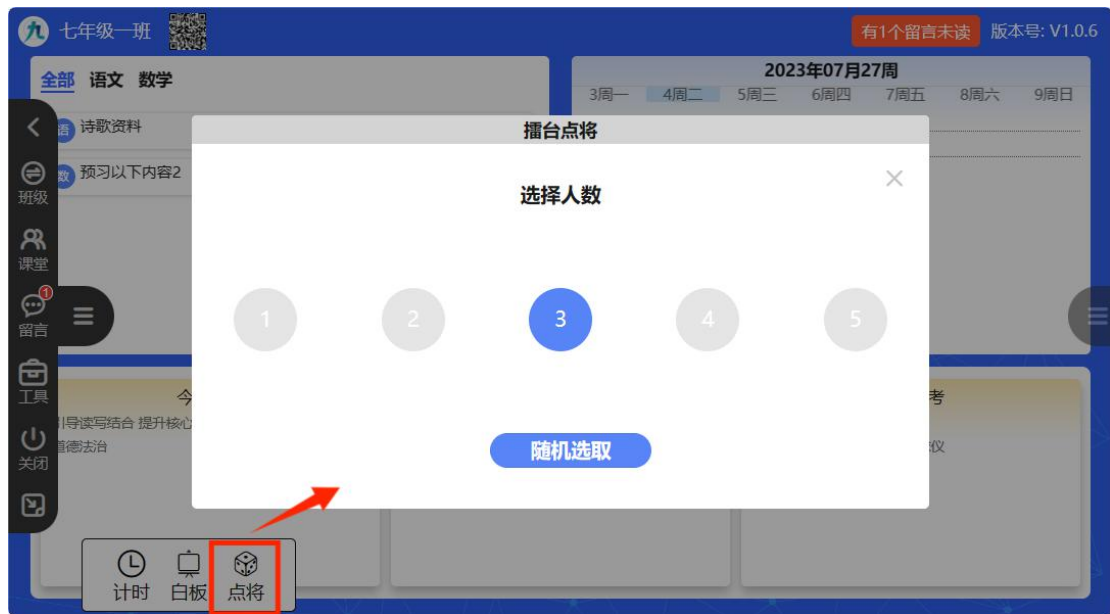 七年级一班
有1个留言未读 版本号: V1.0.6
全部 语文 数学
2023年07月27周
3周一 4周二 5周三 6周四 7周五 8周六 9周日
语 诗歌资料
数 预习以下内容2
擂台点将
选择人数
1 2 3 4 5
随机选取
班级
课堂
1
留言
工具
关闭
今
引导读写结合 提升核心
道德法治
考
仪
计时 白板 点将